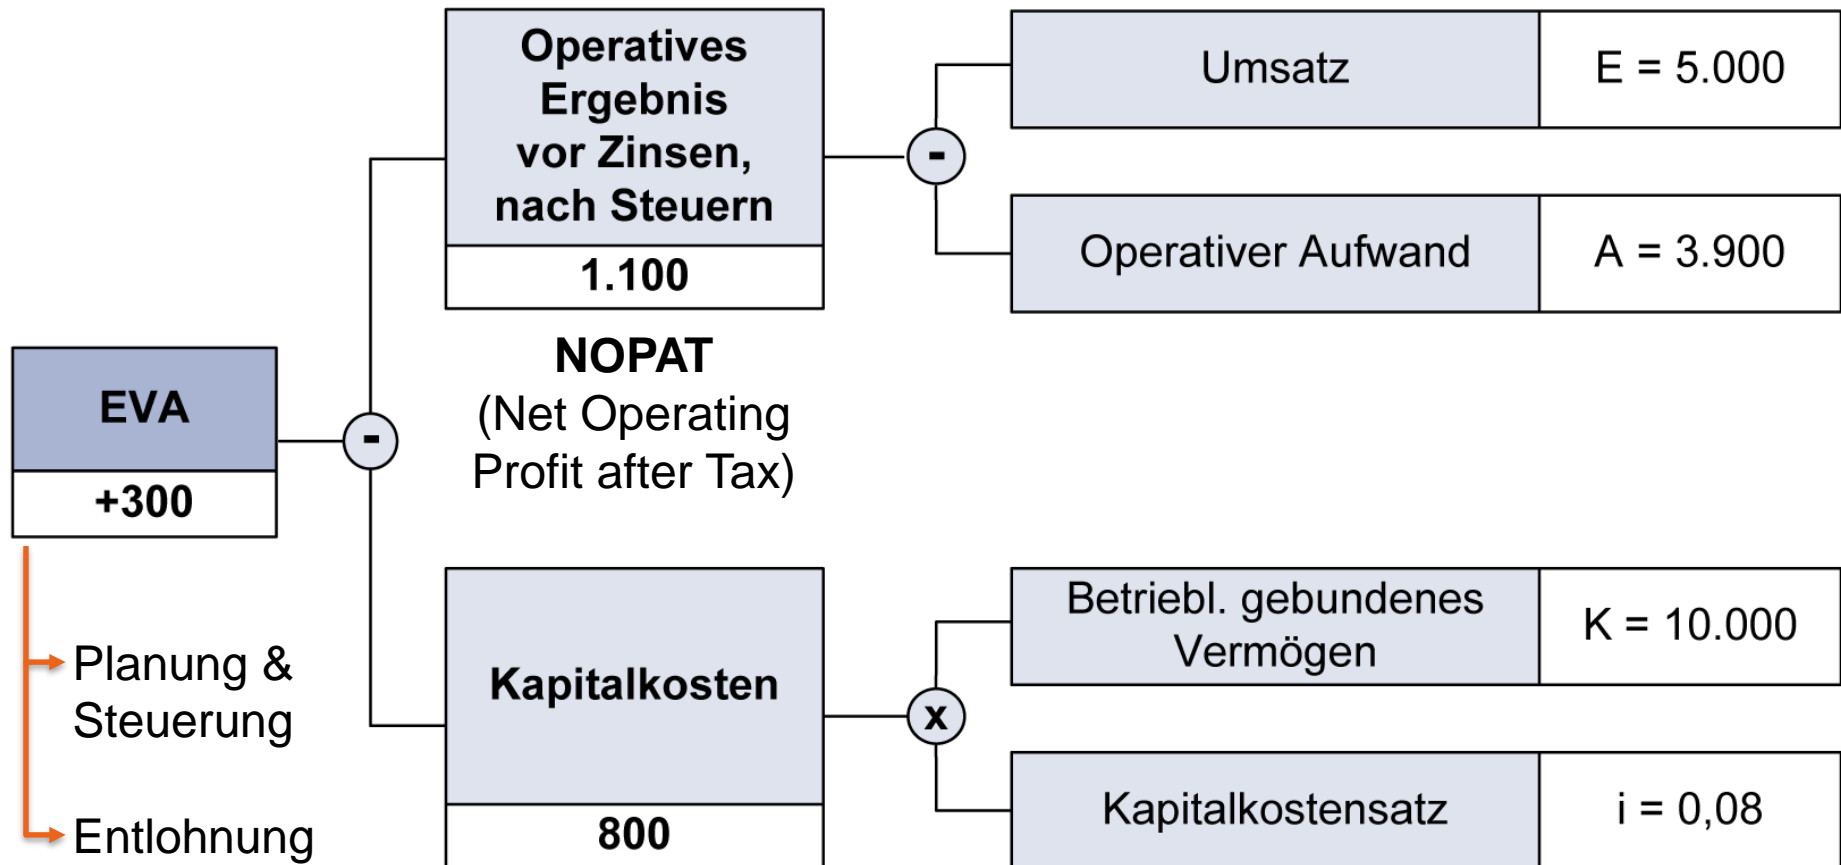 Operatives
Ergebnis
vor Zinsen,
nach Steuern
1.100
NOPAT
(Net Operating
Profit after Tax)
-
Umsatz
E = 5.000
Operativer Aufwand
A = 3.900
EVA
+300
-
Planung &
Steuerung
Entlohnung
Kapitalkosten
800
x
Betriebl. gebundenes
Vermögen
K = 10.000
Kapitalkostensatz
i = 0,08